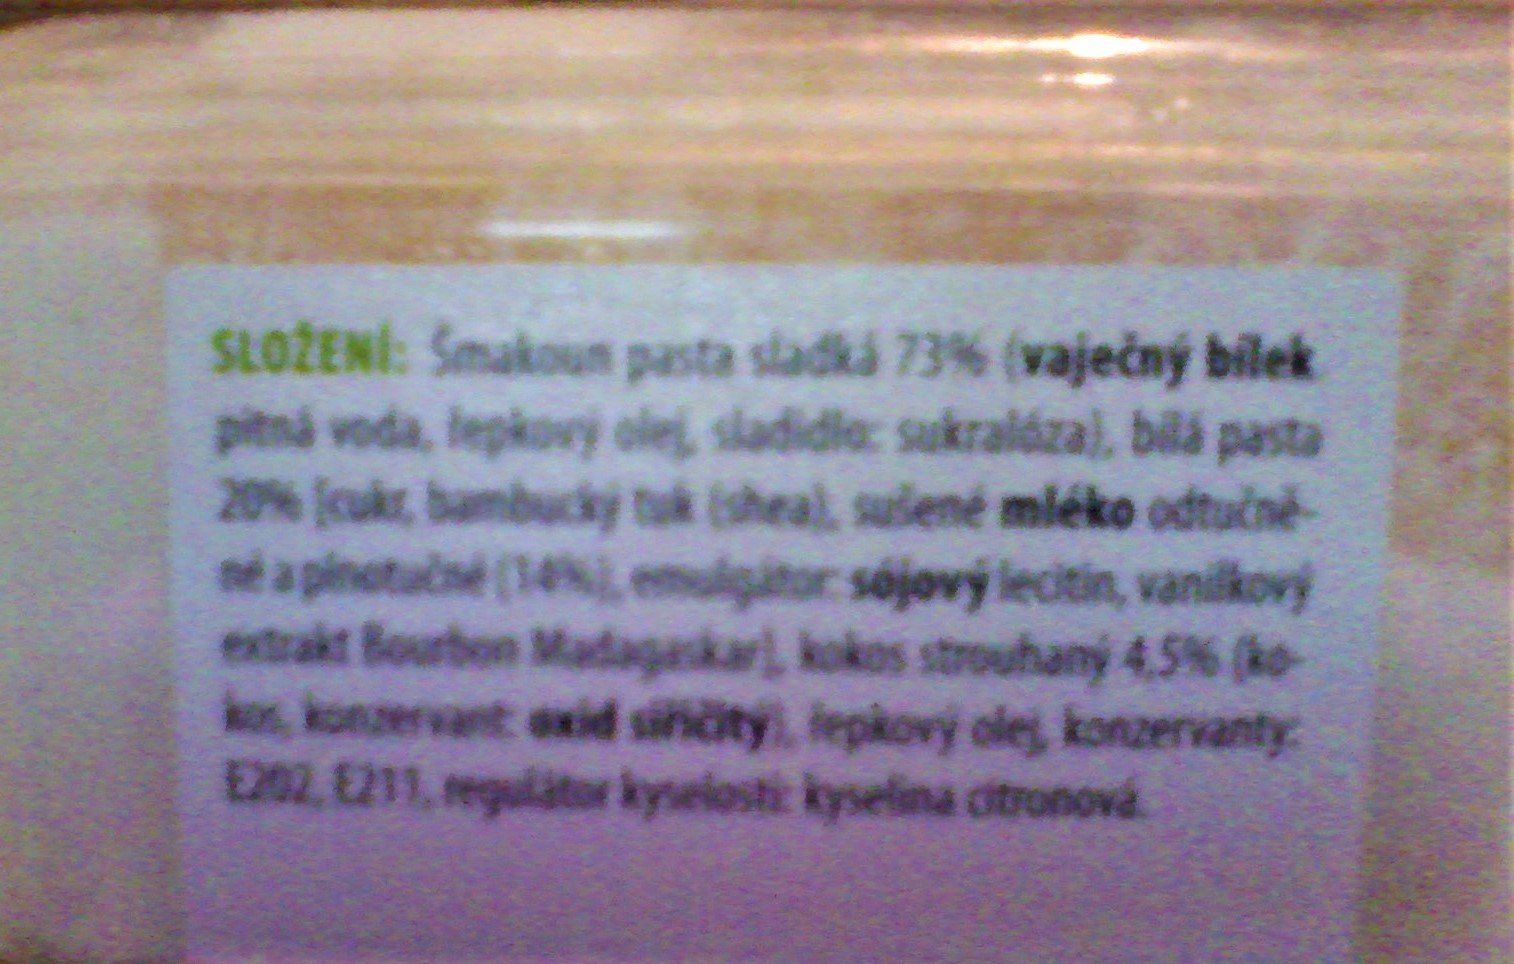 SLOŽENÍ: Šmakoun pasta sladká 73% (vaječný bílek
pitná voda, řepkový olej, sladidlo: sukralóza), bílá pasta
20% [cukr, bambucký tuk (shea), sušené mléko odtučně-
né a plnotučné (14%), emulgátor: sójový lecitin, vanilkový
extrakt Bourbon Madagaskar], kokos strouhaný 4,5% (ko-
kos, konzervant: oxid siřičitý), řepkový olej, konzervanty:
E202, E211, regulátor kyselosti: kyselina citronová.